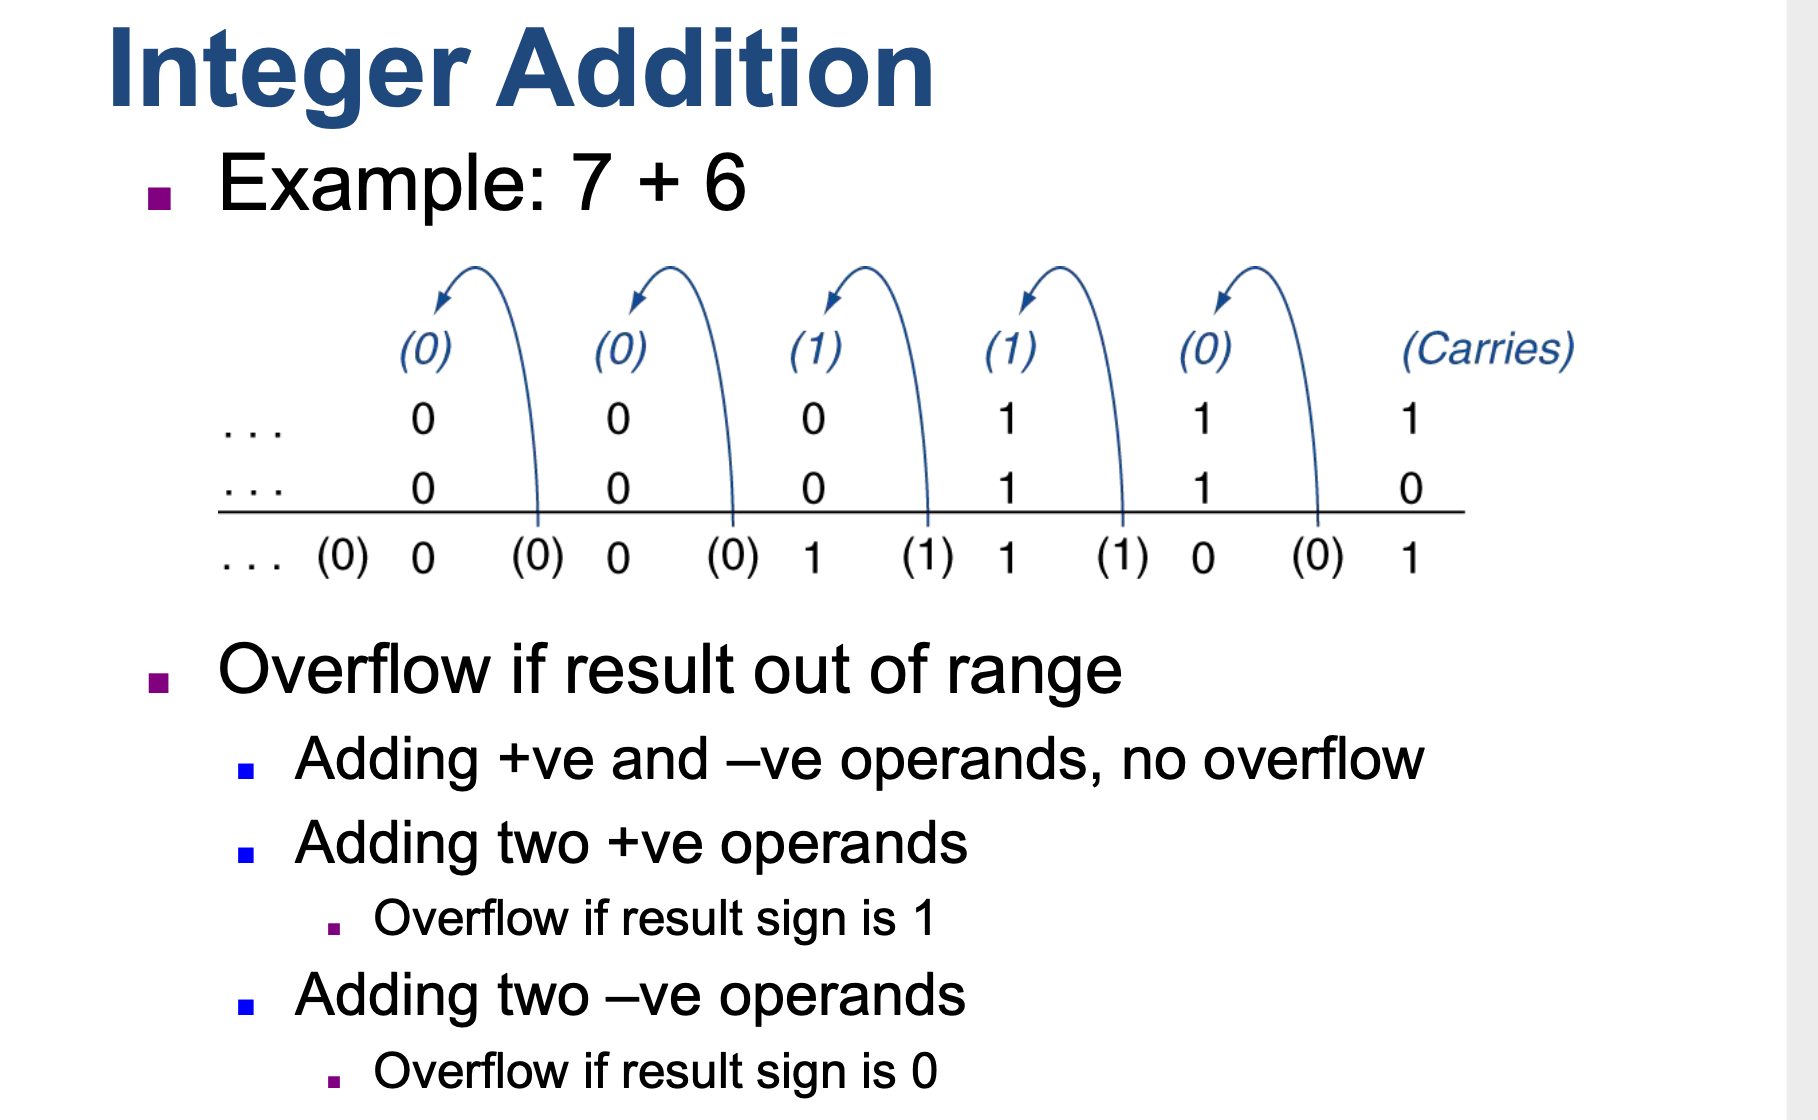 Integer Addition
■ Example: 7 + 6
(0) (0) (1) (1) (0) (Carries)
. . . 0 0 0 1 1 1
. . . 0 0 0 1 1 0
. . . (0) 0 (0) 0 (0) 1 (1) 1 (1) 0 (0) 1
■ Overflow if result out of range
■ Adding +ve and –ve operands, no overflow
■ Adding two +ve operands
■ Overflow if result sign is 1
■ Adding two –ve operands
■ Overflow if result sign is 0